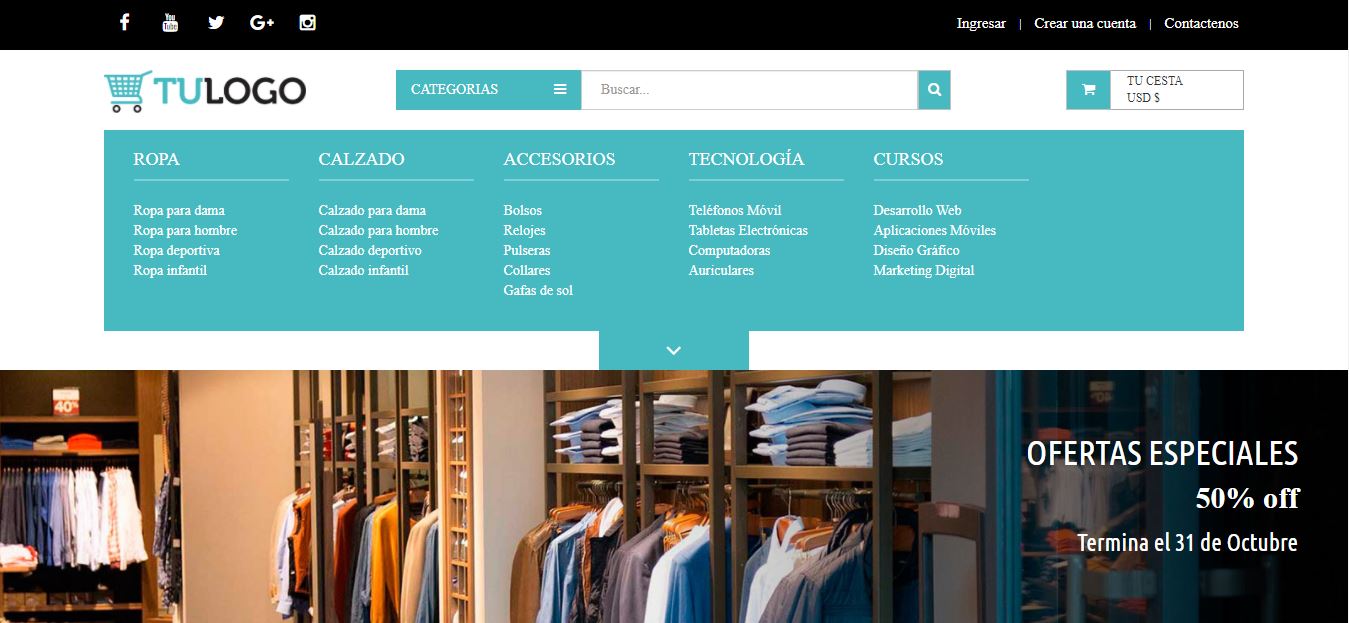 You Tube
Ingresar | Crear una cuenta | Contactenos
TULOGO
CATEGORIAS
Buscar...
TU CESTA
USD $
ROPA
Ropa para dama
Ropa para hombre
Ropa deportiva
Ropa infantil
CALZADO
Calzado para dama
Calzado para hombre
Calzado deportivo
Calzado infantil
ACCESORIOS
Bolsos
Relojes
Pulseras
Collares
Gafas de sol
TECNOLOGÍA
Teléfonos Móvil
Tabletas Electrónicas
Computadoras
Auriculares
CURSOS
Desarrollo Web
Aplicaciones Móviles
Diseño Gráfico
Marketing Digital
40%
OFERTAS ESPECIALES
50% off
Termina el 31 de Octubre